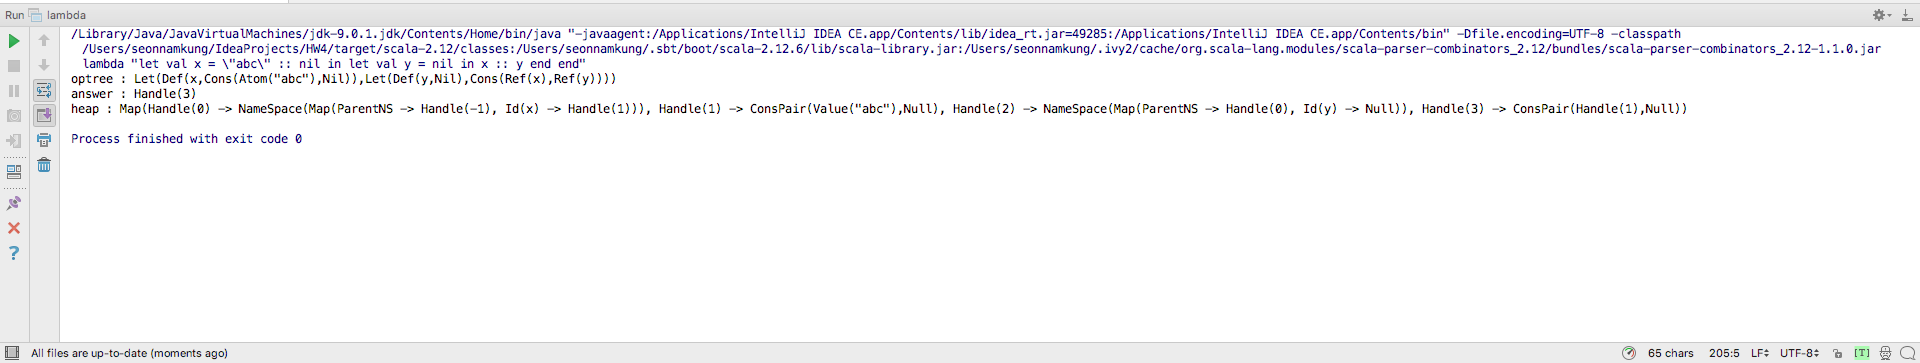 Run lambda
/Library/Java/JavaVirtualMachines/jdk-9.0.1.jdk/Contents/Home/bin/java "-javaagent:/Applications/IntelliJ IDEA CE.app/Contents/lib/idea_rt.jar=49285:/Applications/IntelliJ IDEA CE.app/Contents/bin" -Dfile.encoding=UTF-8 -classpath
/Users/seonnamkung/IdeaProjects/HW4/target/scala-2.12/classes:/Users/seonnamkung/.sbt/boot/scala-2.12.6/lib/scala-library.jar:/Users/seonnamkung/.ivy2/cache/org.scala-lang.modules/scala-parser-combinators_2.12/bundles/scala-parser-combinators_2.12-1.1.0.jar
lambda "let val x = \"abc\" :: nil in let val y = nil in x :: y end end"
optree : Let(Def(x,Cons(Atom("abc"),Nil)),Let(Def(y,Nil),Cons(Ref(x),Ref(y))))
answer : Handle(3)
heap : Map(Handle(0) -> NameSpace(Map(ParentNS -> Handle(-1), Id(x) -> Handle(1))), Handle(1) -> ConsPair(Value("abc"),Null), Handle(2) -> NameSpace(Map(ParentNS -> Handle(0), Id(y) -> Null)), Handle(3) -> ConsPair(Handle(1),Null))
Process finished with exit code 0
All files are up-to-date (moments ago) 65 chars 205:5 LF UTF-8 [T]